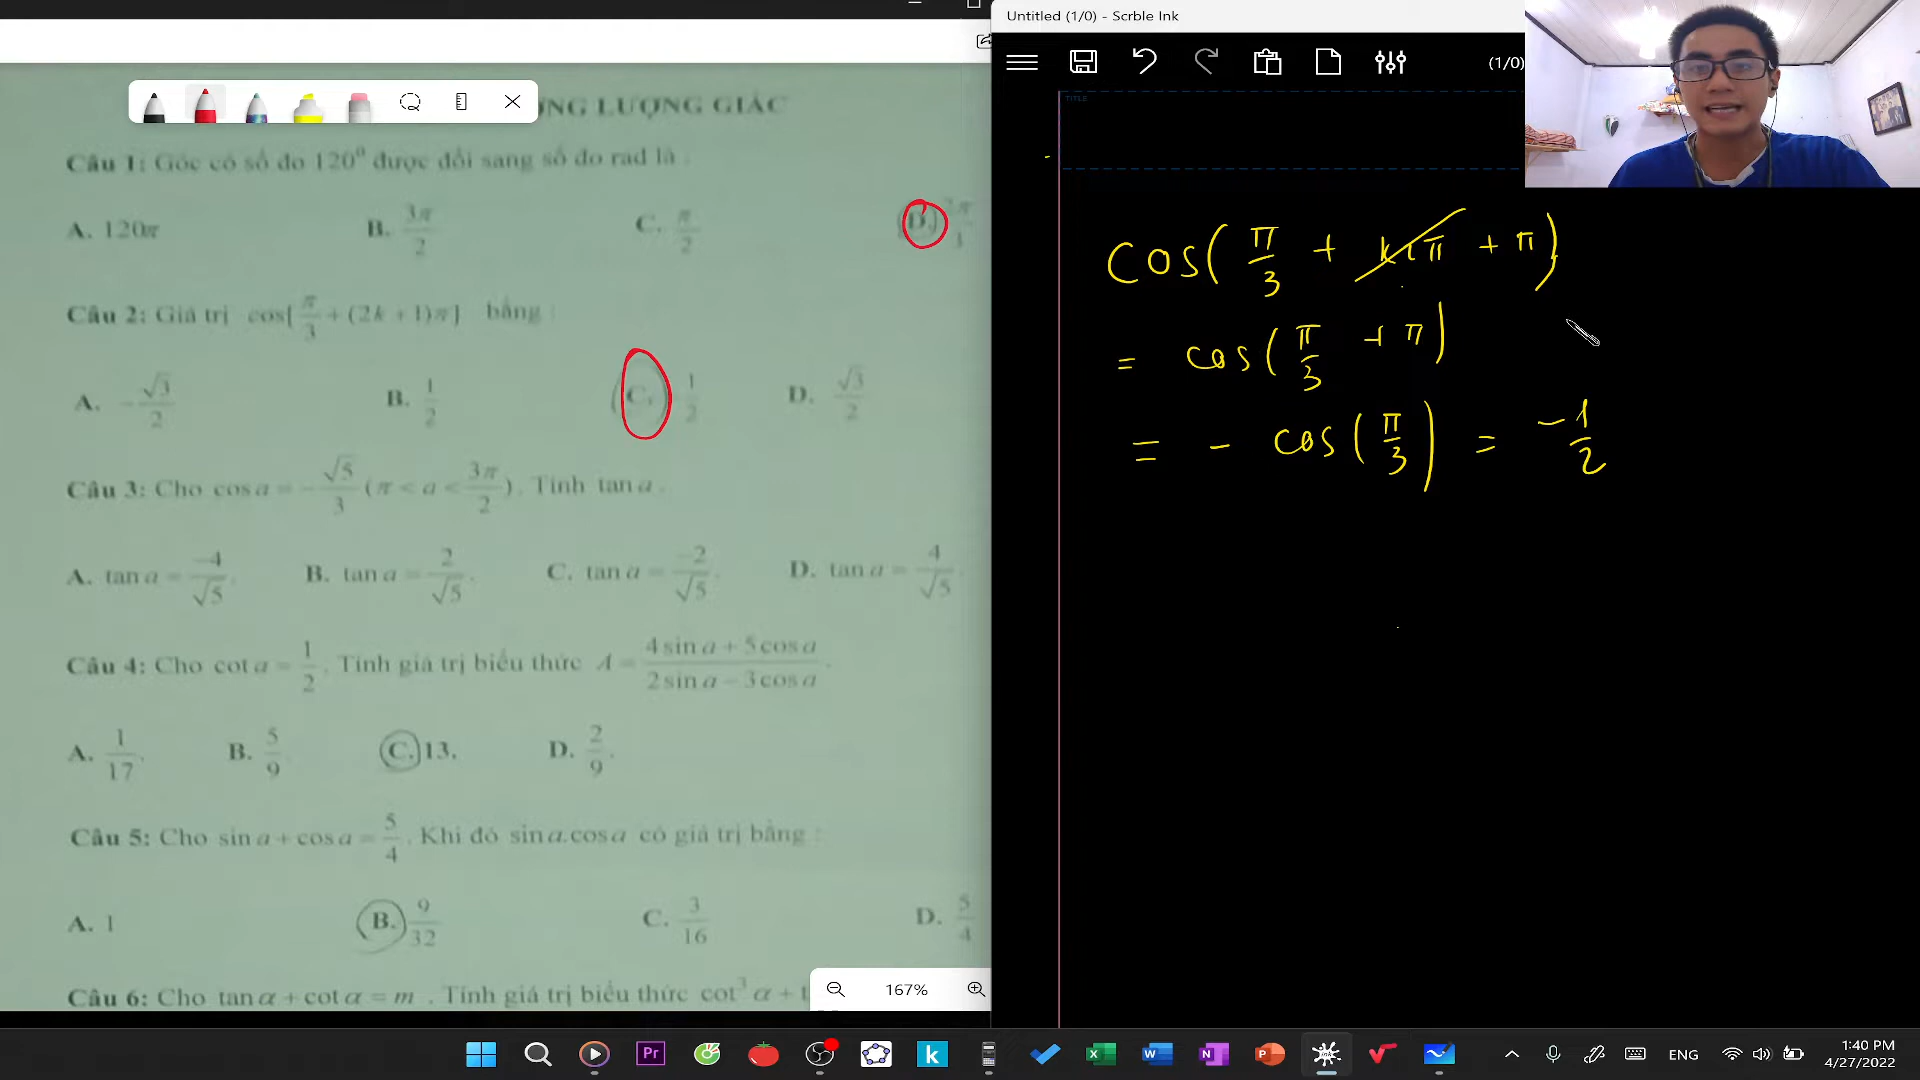 Untitled (1/0) - Scrble Ink
(1/0)
TITLE
ƯỢNG GIÁC
Câu 1: Góc có số đo 120⁰ được đổi sang số đo rad là :
A. 120π B. 3π/2 C. π/2 D.
Câu 2: Giá trị cos[π/3 + (2k + 1)π] bằng :
A. -√3/2 B. 1/2 C. 1/2 D. √3/2
Câu 3: Cho cos a = -√5/3 (π < a < 3π/2). Tính tan a.
A. tan a = -4/√5. B. tan a = 2/√5. C. tan a = -2/√5. D. tan a = 4/√5.
Câu 4: Cho cot a = 1/2. Tính giá trị biểu thức A = (4 sin a + 5 cos a)/(2 sin a - 3 cos a).
A. 1/17. B. 5/9 C. 13. D. 2/9.
Câu 5: Cho sin a + cos a = 5/4. Khi đó sin a.cos a có giá trị bằng :
A. 1 B. 9/32 C. 3/16 D. 5/4
Câu 6: Cho tan α + cot α = m . Tính giá trị biểu thức cot³ α + t
167%
cos(π/3 + k2π + π)
= cos(π/3 + π)
= - cos(π/3) = -1/2
Pr
k
ENG
1:40 PM
4/27/2022